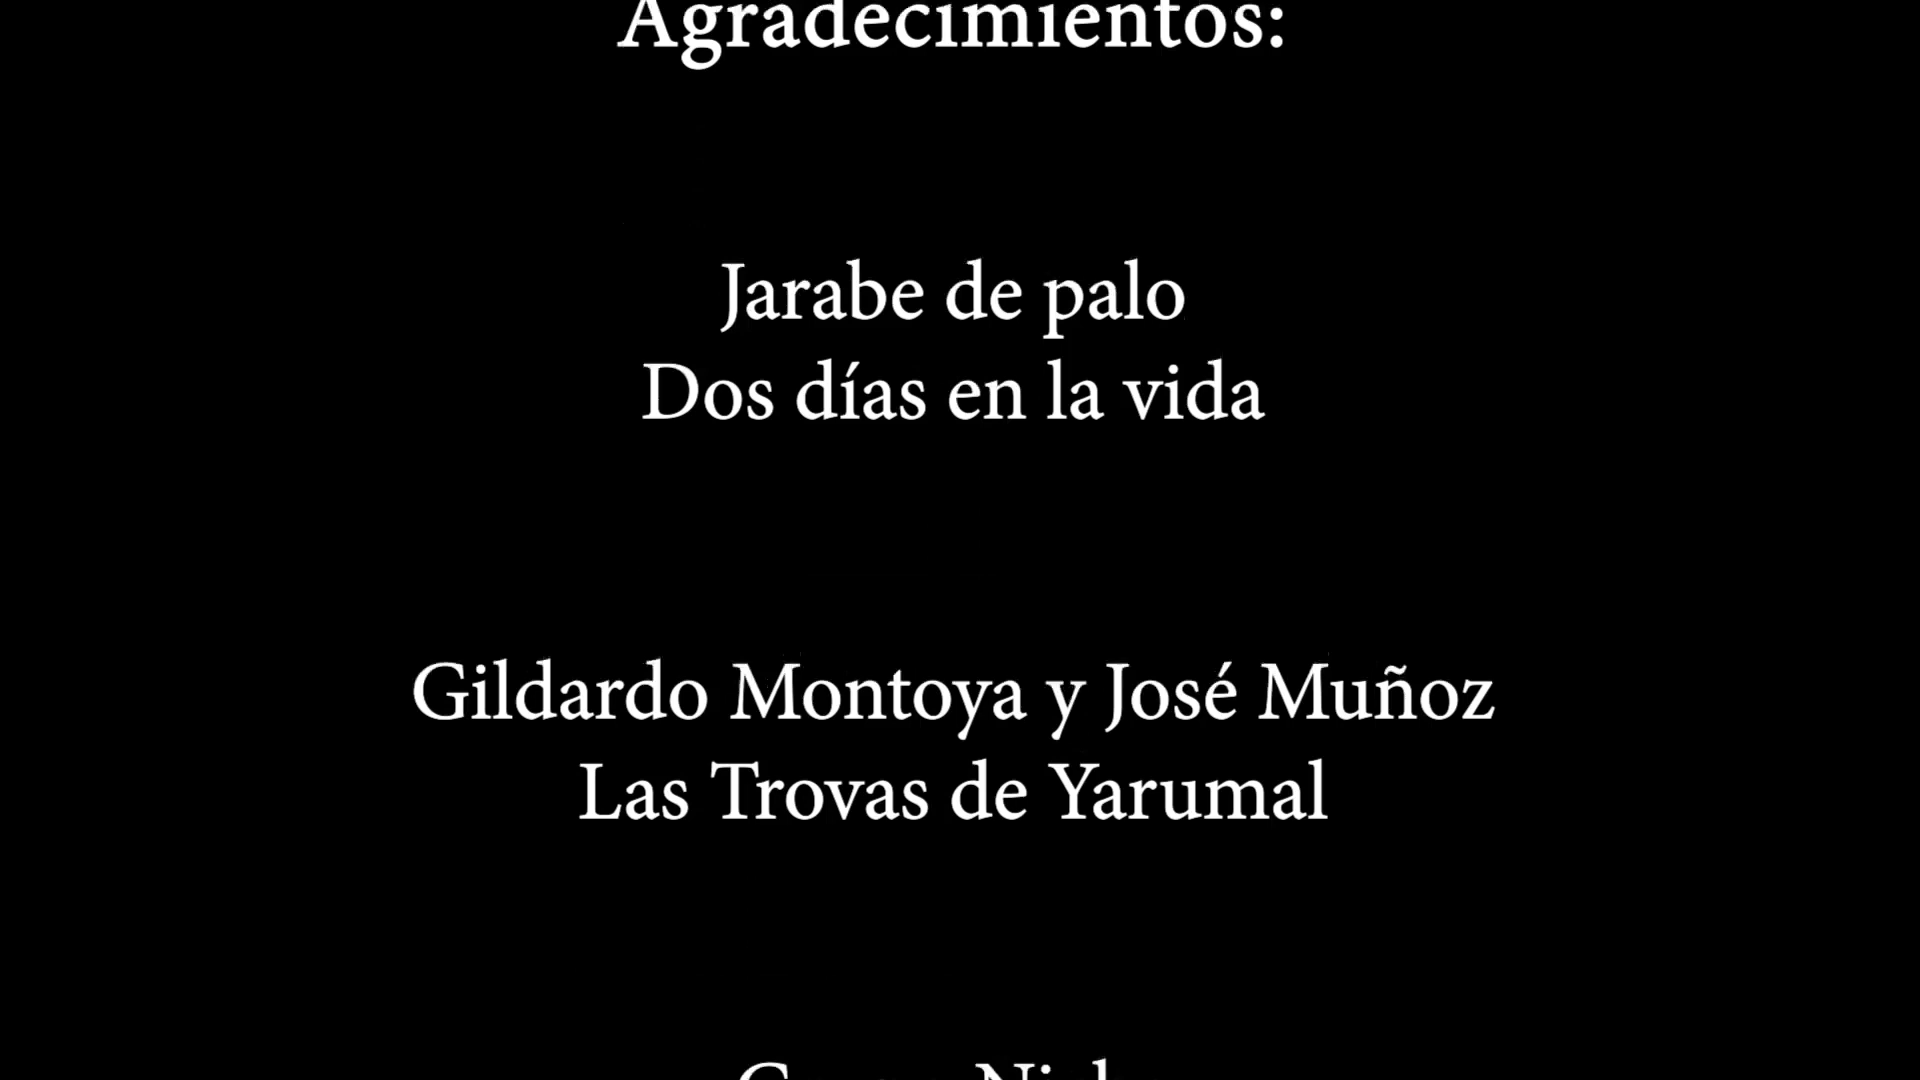 Agradecimientos:
Jarabe de palo
Dos días en la vida
Gildardo Montoya y José Muñoz
Las Trovas de Yarumal